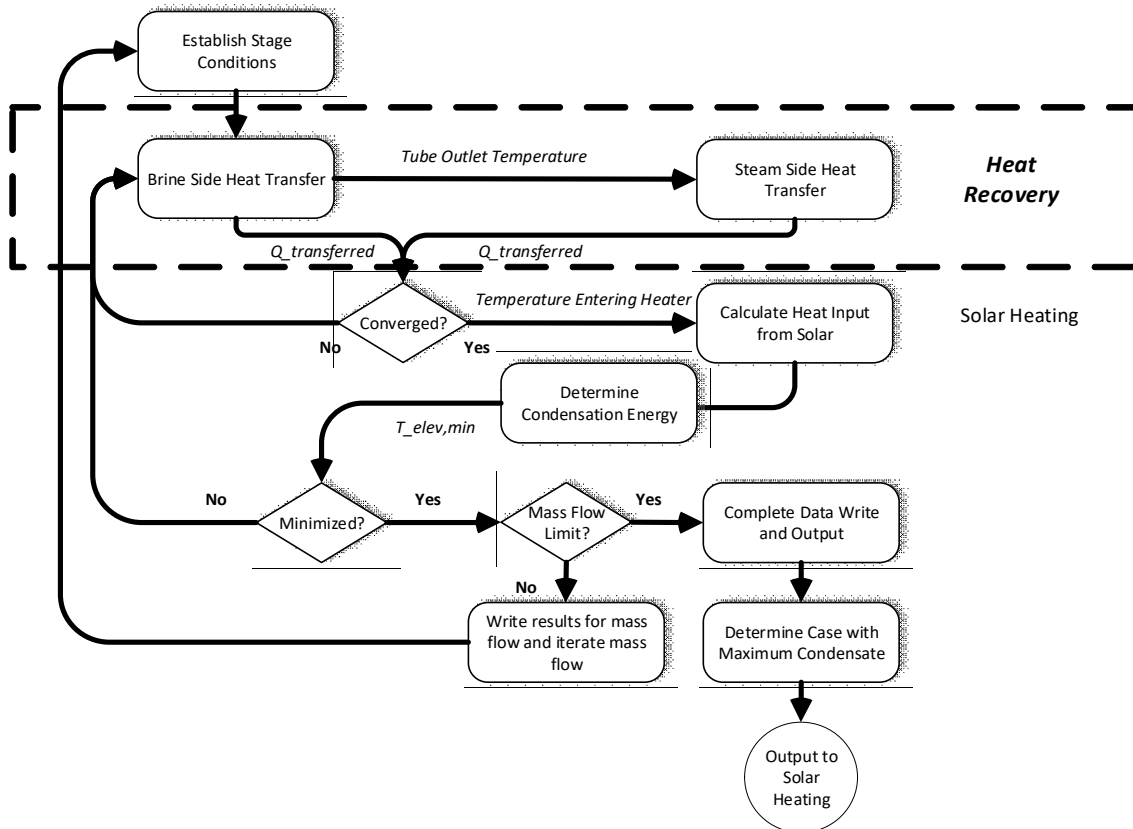 Establish Stage
Conditions
Brine Side Heat Transfer
Tube Outlet Temperature
Steam Side Heat
Transfer
Heat
Recovery
Q_transferred
Q_transferred
Converged?
No
Yes
Temperature Entering Heater
Calculate Heat Input
from Solar
Solar Heating
Determine
Condensation Energy
T_elev,min
No
Minimized?
Yes
Mass Flow
Limit?
Yes
No
Complete Data Write
and Output
Write results for mass
flow and iterate mass
flow
Determine Case with
Maximum Condensate
Output to
Solar
Heating